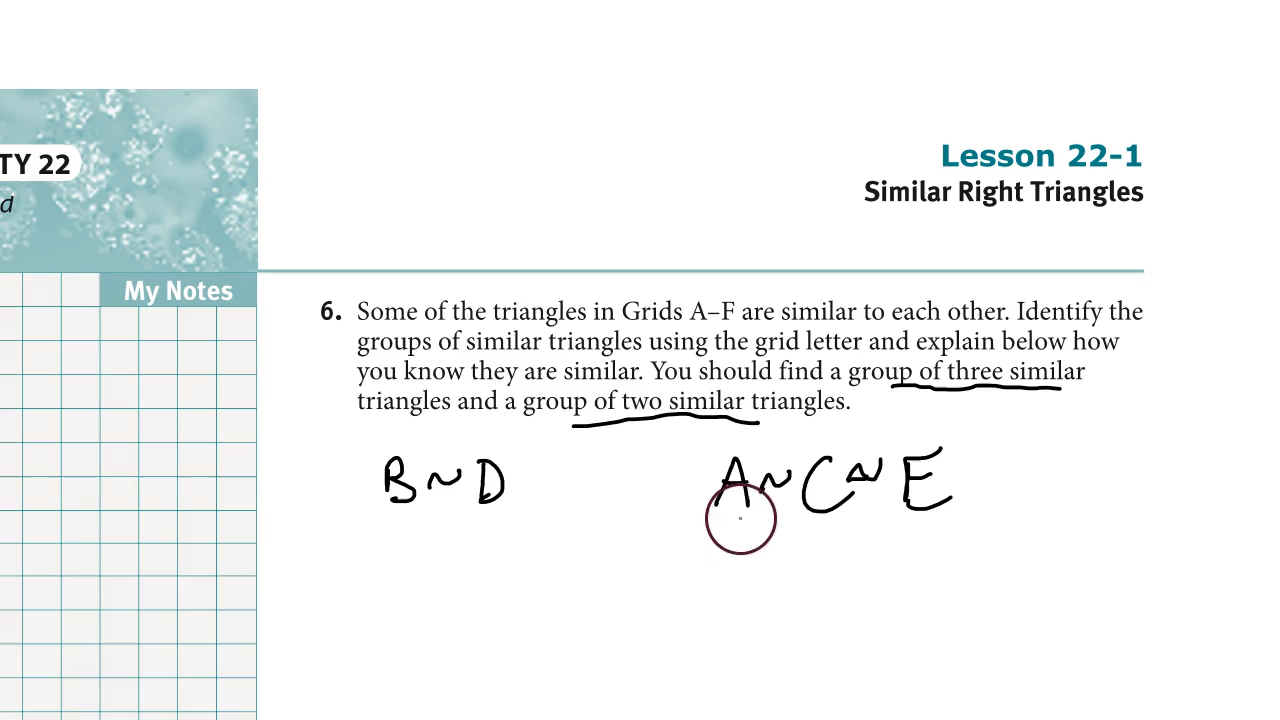 TY 22
d
Lesson 22-1
Similar Right Triangles
My Notes
6. Some of the triangles in Grids A–F are similar to each other. Identify the
groups of similar triangles using the grid letter and explain below how
you know they are similar. You should find a group of three similar
triangles and a group of two similar triangles.
B~D A~C~E